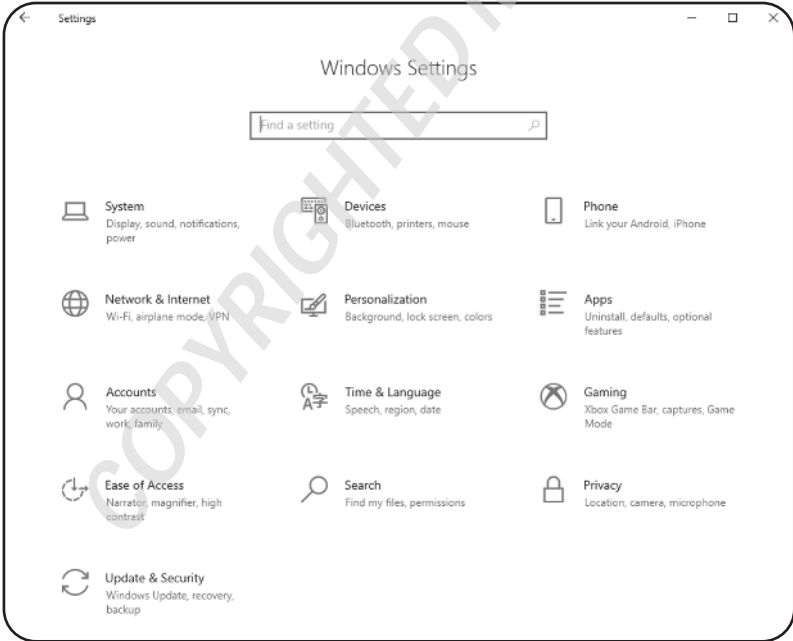 Settings
Windows Settings
Find a setting
System
Display, sound, notifications,
power
Devices
Bluetooth, printers, mouse
Phone
Link your Android, iPhone
Network & Internet
Wi-Fi, airplane mode, VPN
Personalization
Background, lock screen, colors
Apps
Uninstall, defaults, optional
features
Accounts
Your accounts, email, sync,
work, family
Time & Language
Speech, region, date
Gaming
Xbox Game Bar, captures, Game
Mode
Ease of Access
Narrator, magnifier, high
contrast
Search
Find my files, permissions
Privacy
Location, camera, microphone
Update & Security
Windows Update, recovery,
backup
COPYRIGHTED